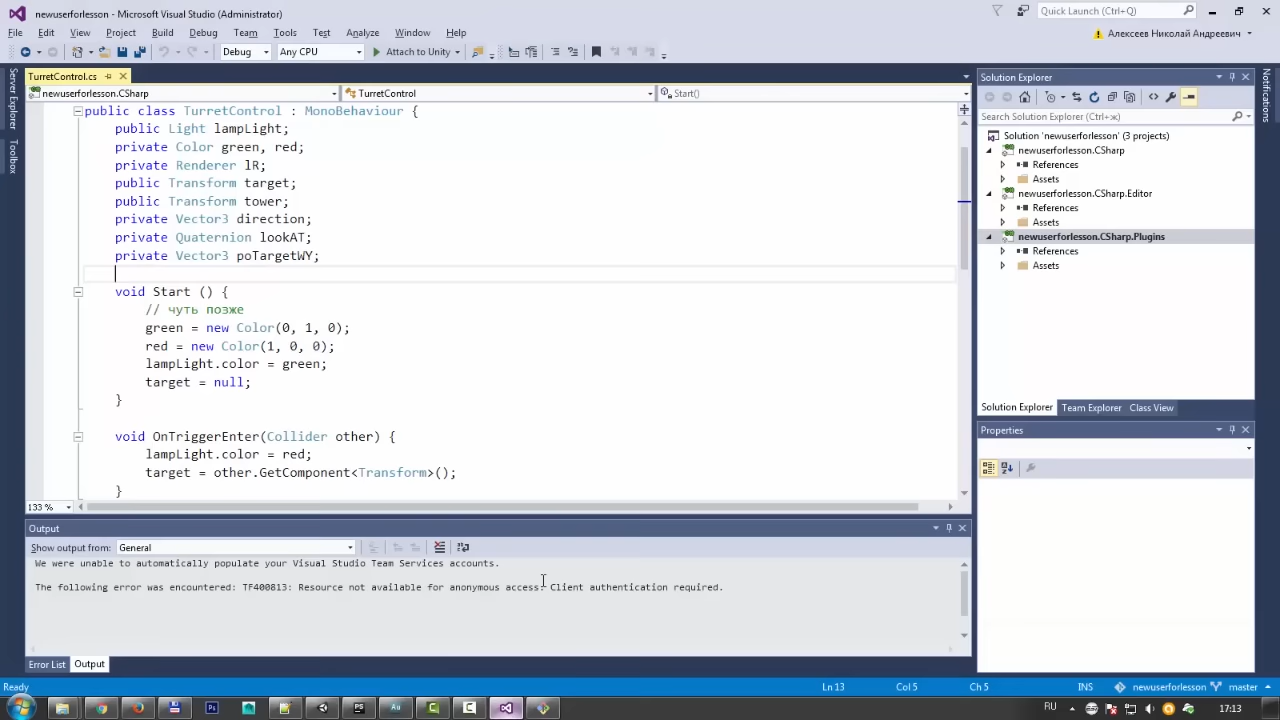 newuserforlesson - Microsoft Visual Studio (Administrator)
Quick Launch (Ctrl+Q)
File Edit View Project Build Debug Team Tools Test Analyze Window Help
Алексеев Николай Андреевич
Debug Any CPU Attach to Unity
Server Explorer
Toolbox
Notifications
TurretControl.cs
newuserforlesson.CSharp TurretControl Start()
public class TurretControl : MonoBehaviour {
public Light lampLight;
private Color green, red;
private Renderer lR;
public Transform target;
public Transform tower;
private Vector3 direction;
private Quaternion lookAT;
private Vector3 poTargetWY;
void Start () {
// чуть позже
green = new Color(0, 1, 0);
red = new Color(1, 0, 0);
lampLight.color = green;
target = null;
}
void OnTriggerEnter(Collider other) {
lampLight.color = red;
target = other.GetComponent<Transform>();
}
133 %
Solution Explorer
Search Solution Explorer (Ctrl+ж)
Solution 'newuserforlesson' (3 projects)
newuserforlesson.CSharp
References
Assets
newuserforlesson.CSharp.Editor
References
Assets
newuserforlesson.CSharp.Plugins
References
Assets
Solution Explorer Team Explorer Class View
Properties
Output
Show output from: General
We were unable to automatically populate your Visual Studio Team Services accounts.
The following error was encountered: TF400813: Resource not available for anonymous access. Client authentication required.
Error List Output
Ready Ln 13 Col 5 Ch 5 INS newuserforlesson master
RU 17:13